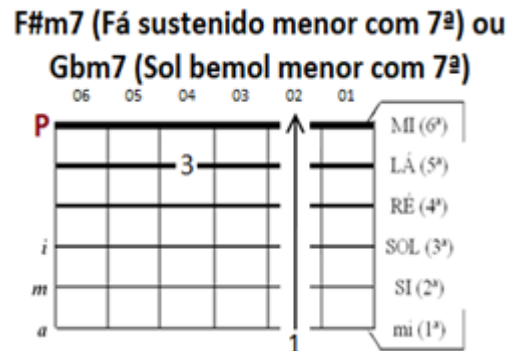 F#m7 (Fá sustenido menor com 7ª) ou
Gbm7 (Sol bemol menor com 7ª)
06 05 04 03 02 01
P MI (6ª)
3 LÁ (5ª)
RÉ (4ª)
i SOL (3ª)
m SI (2ª)
a 1 mi (1ª)